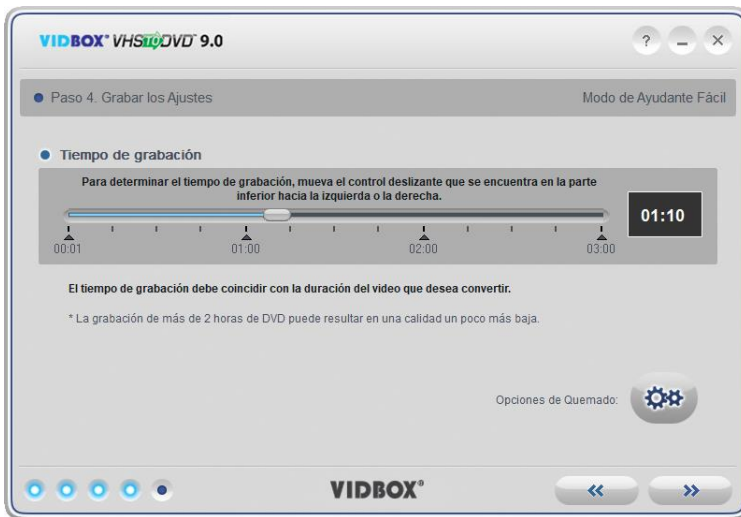 VIDBOX® VHSTODVD™ 9.0
?
Paso 4. Grabar los Ajustes
Modo de Ayudante Fácil
Tiempo de grabación
Para determinar el tiempo de grabación, mueva el control deslizante que se encuentra en la parte
inferior hacia la izquierda o la derecha.
01:10
00:01 01:00 02:00 03:00
El tiempo de grabación debe coincidir con la duración del video que desea convertir.
* La grabación de más de 2 horas de DVD puede resultar en una calidad un poco más baja.
Opciones de Quemado:
VIDBOX®